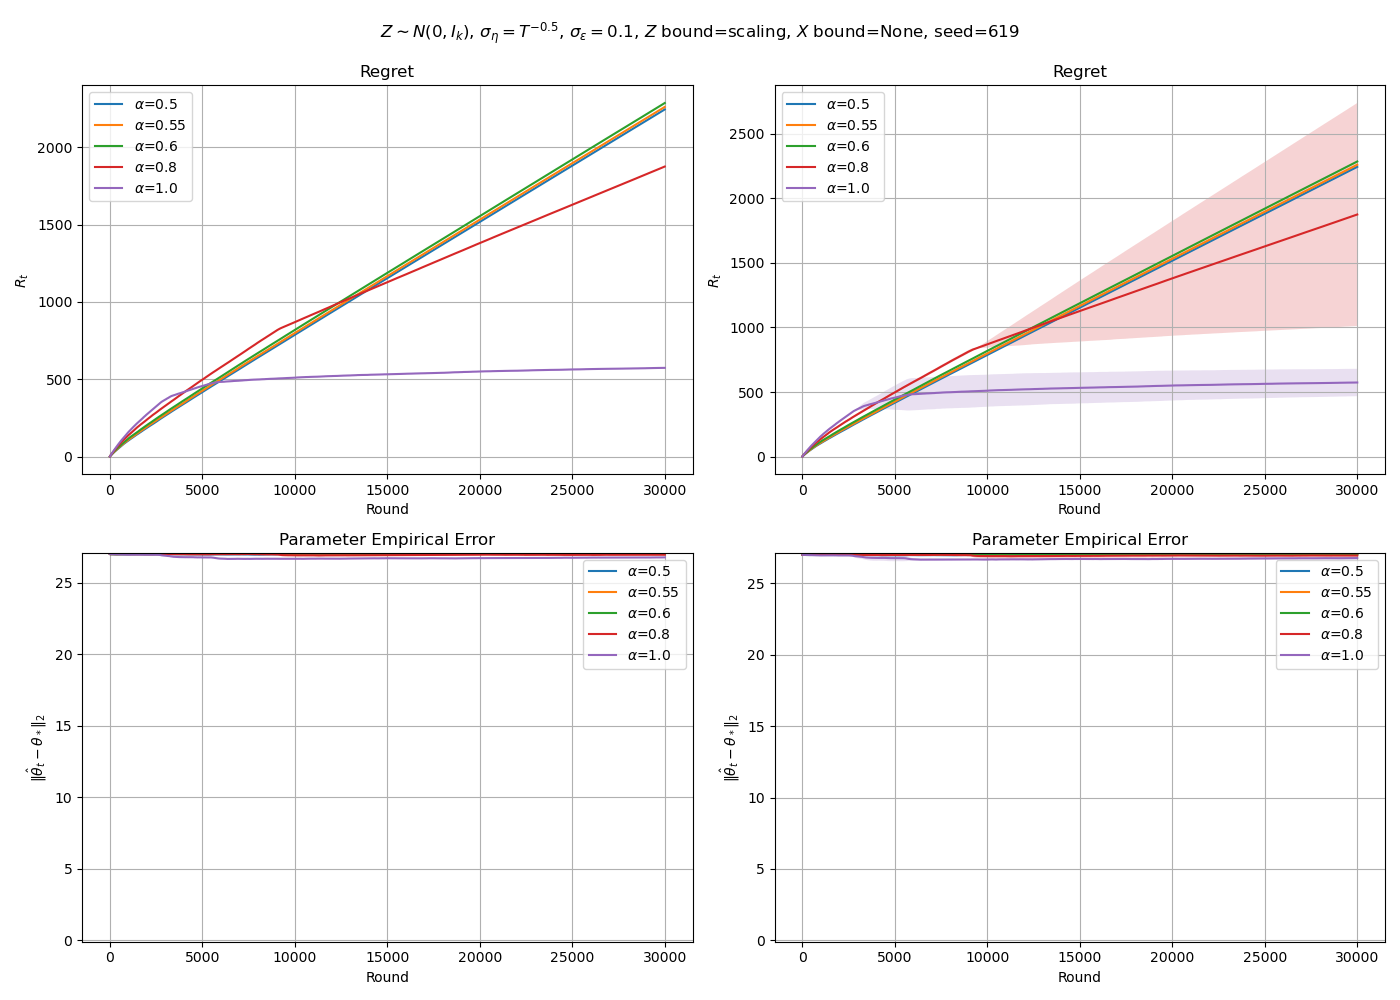 Z ∼ N(0, I_k), σ_η = T^{−0.5}, σ_ε = 0.1, Z bound=scaling, X bound=None, seed=619
Regret
R_t
2000
1500
1000
500
0
α=0.5
α=0.55
α=0.6
α=0.8
α=1.0
0 5000 10000 15000 20000 25000 30000
Round
Regret
R_t
2500
2000
1500
1000
500
0
α=0.5
α=0.55
α=0.6
α=0.8
α=1.0
0 5000 10000 15000 20000 25000 30000
Round
Parameter Empirical Error
‖θ̂_t − θ_*‖_2
25
20
15
10
5
0
α=0.5
α=0.55
α=0.6
α=0.8
α=1.0
0 5000 10000 15000 20000 25000 30000
Round
Parameter Empirical Error
‖θ̂_t − θ_*‖_2
25
20
15
10
5
0
α=0.5
α=0.55
α=0.6
α=0.8
α=1.0
0 5000 10000 15000 20000 25000 30000
Round